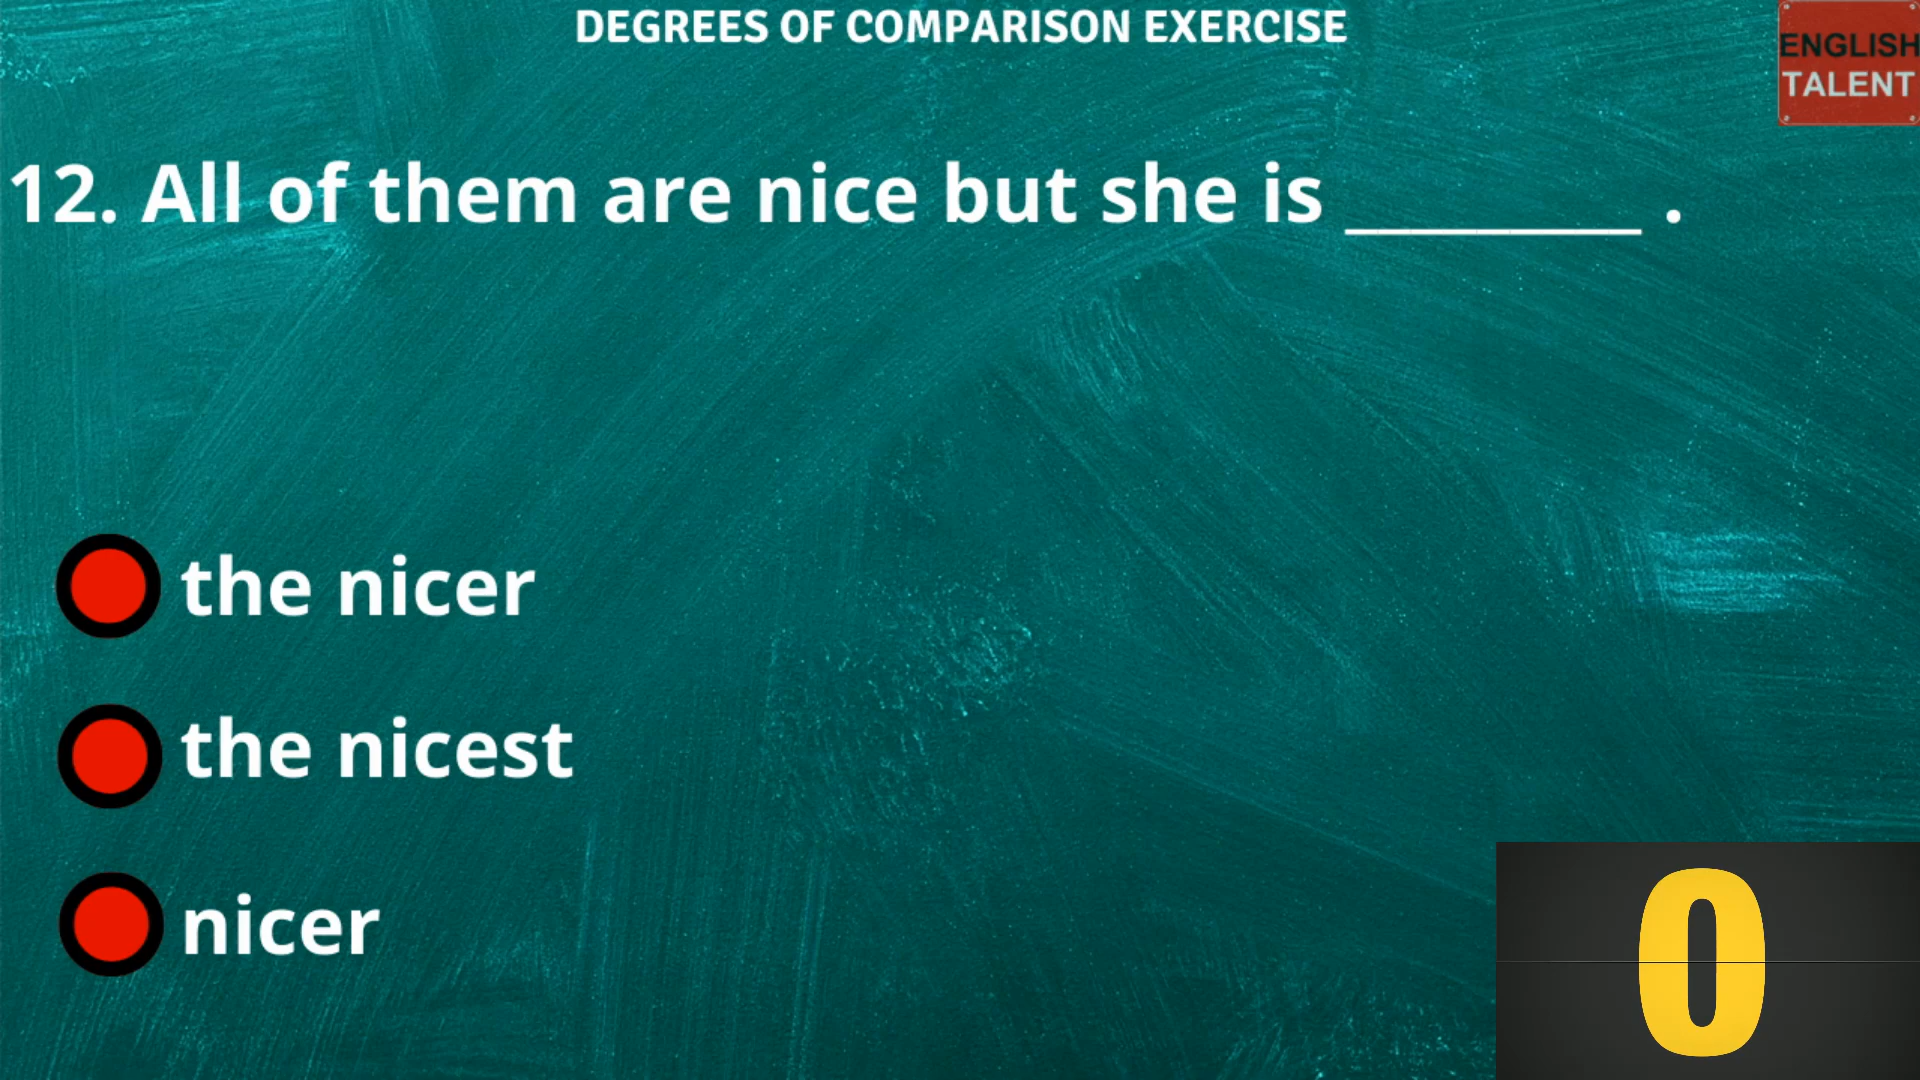 DEGREES OF COMPARISON EXERCISE
ENGLISH
TALENT
12. All of them are nice but she is ________ .
the nicer
the nicest
nicer
0